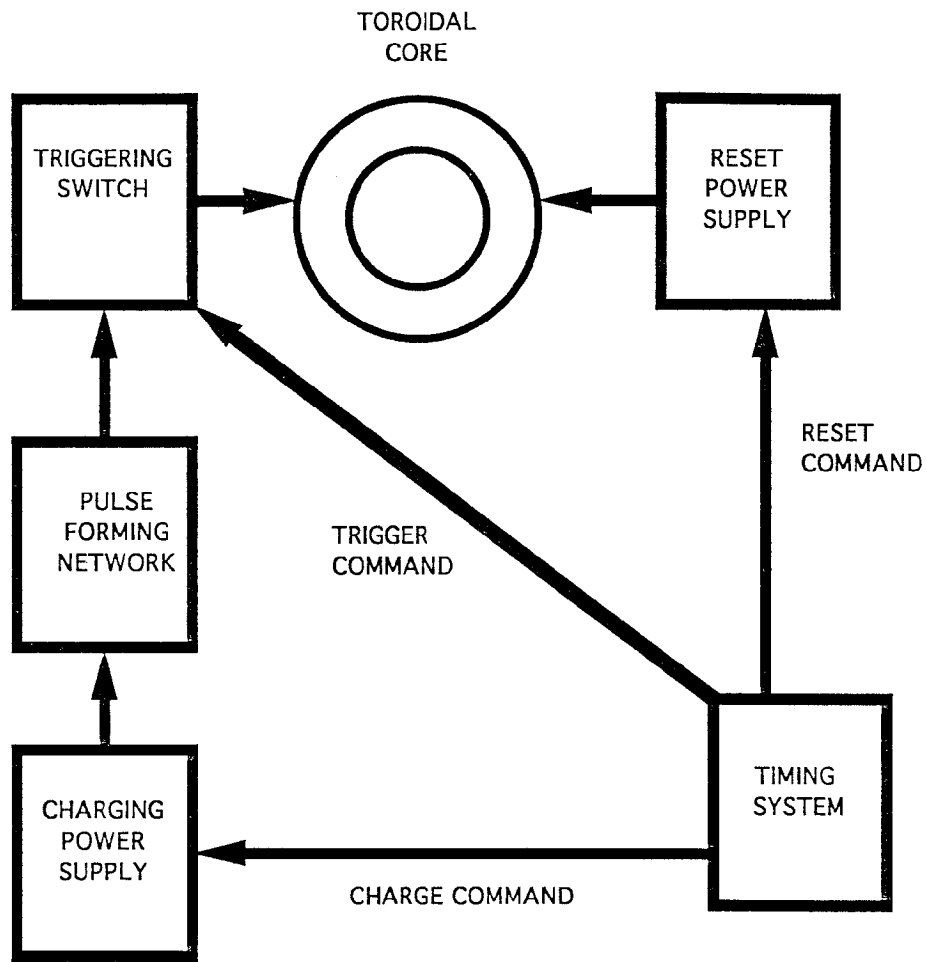 TOROIDAL
CORE
TRIGGERING
SWITCH
RESET
POWER
SUPPLY
RESET
COMMAND
PULSE
FORMING
NETWORK
TRIGGER
COMMAND
TIMING
SYSTEM
CHARGING
POWER
SUPPLY
CHARGE COMMAND